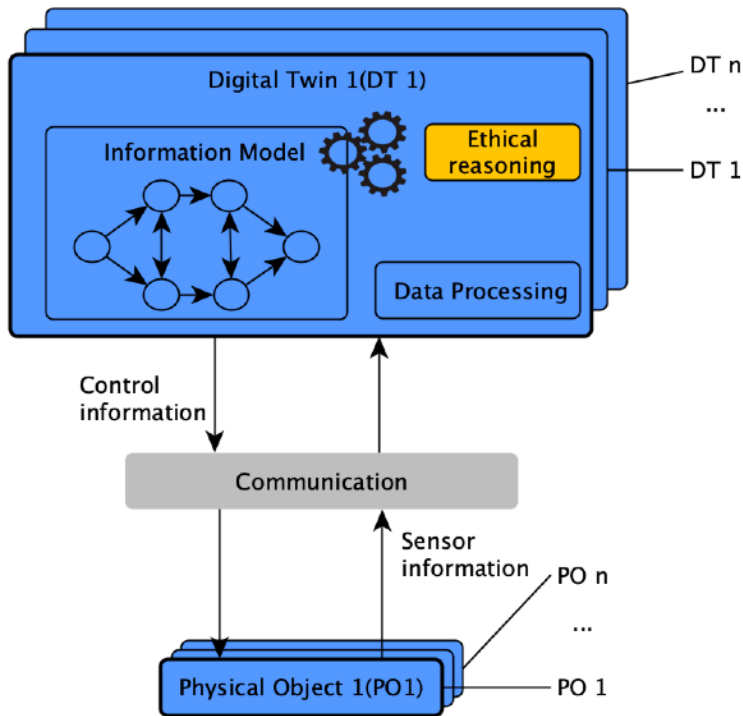 Digital Twin 1(DT 1)
DT n
...
DT 1
Information Model
Ethical
reasoning
Data Processing
Control
information
Communication
Sensor
information
PO n
...
PO 1
Physical Object 1(PO1)